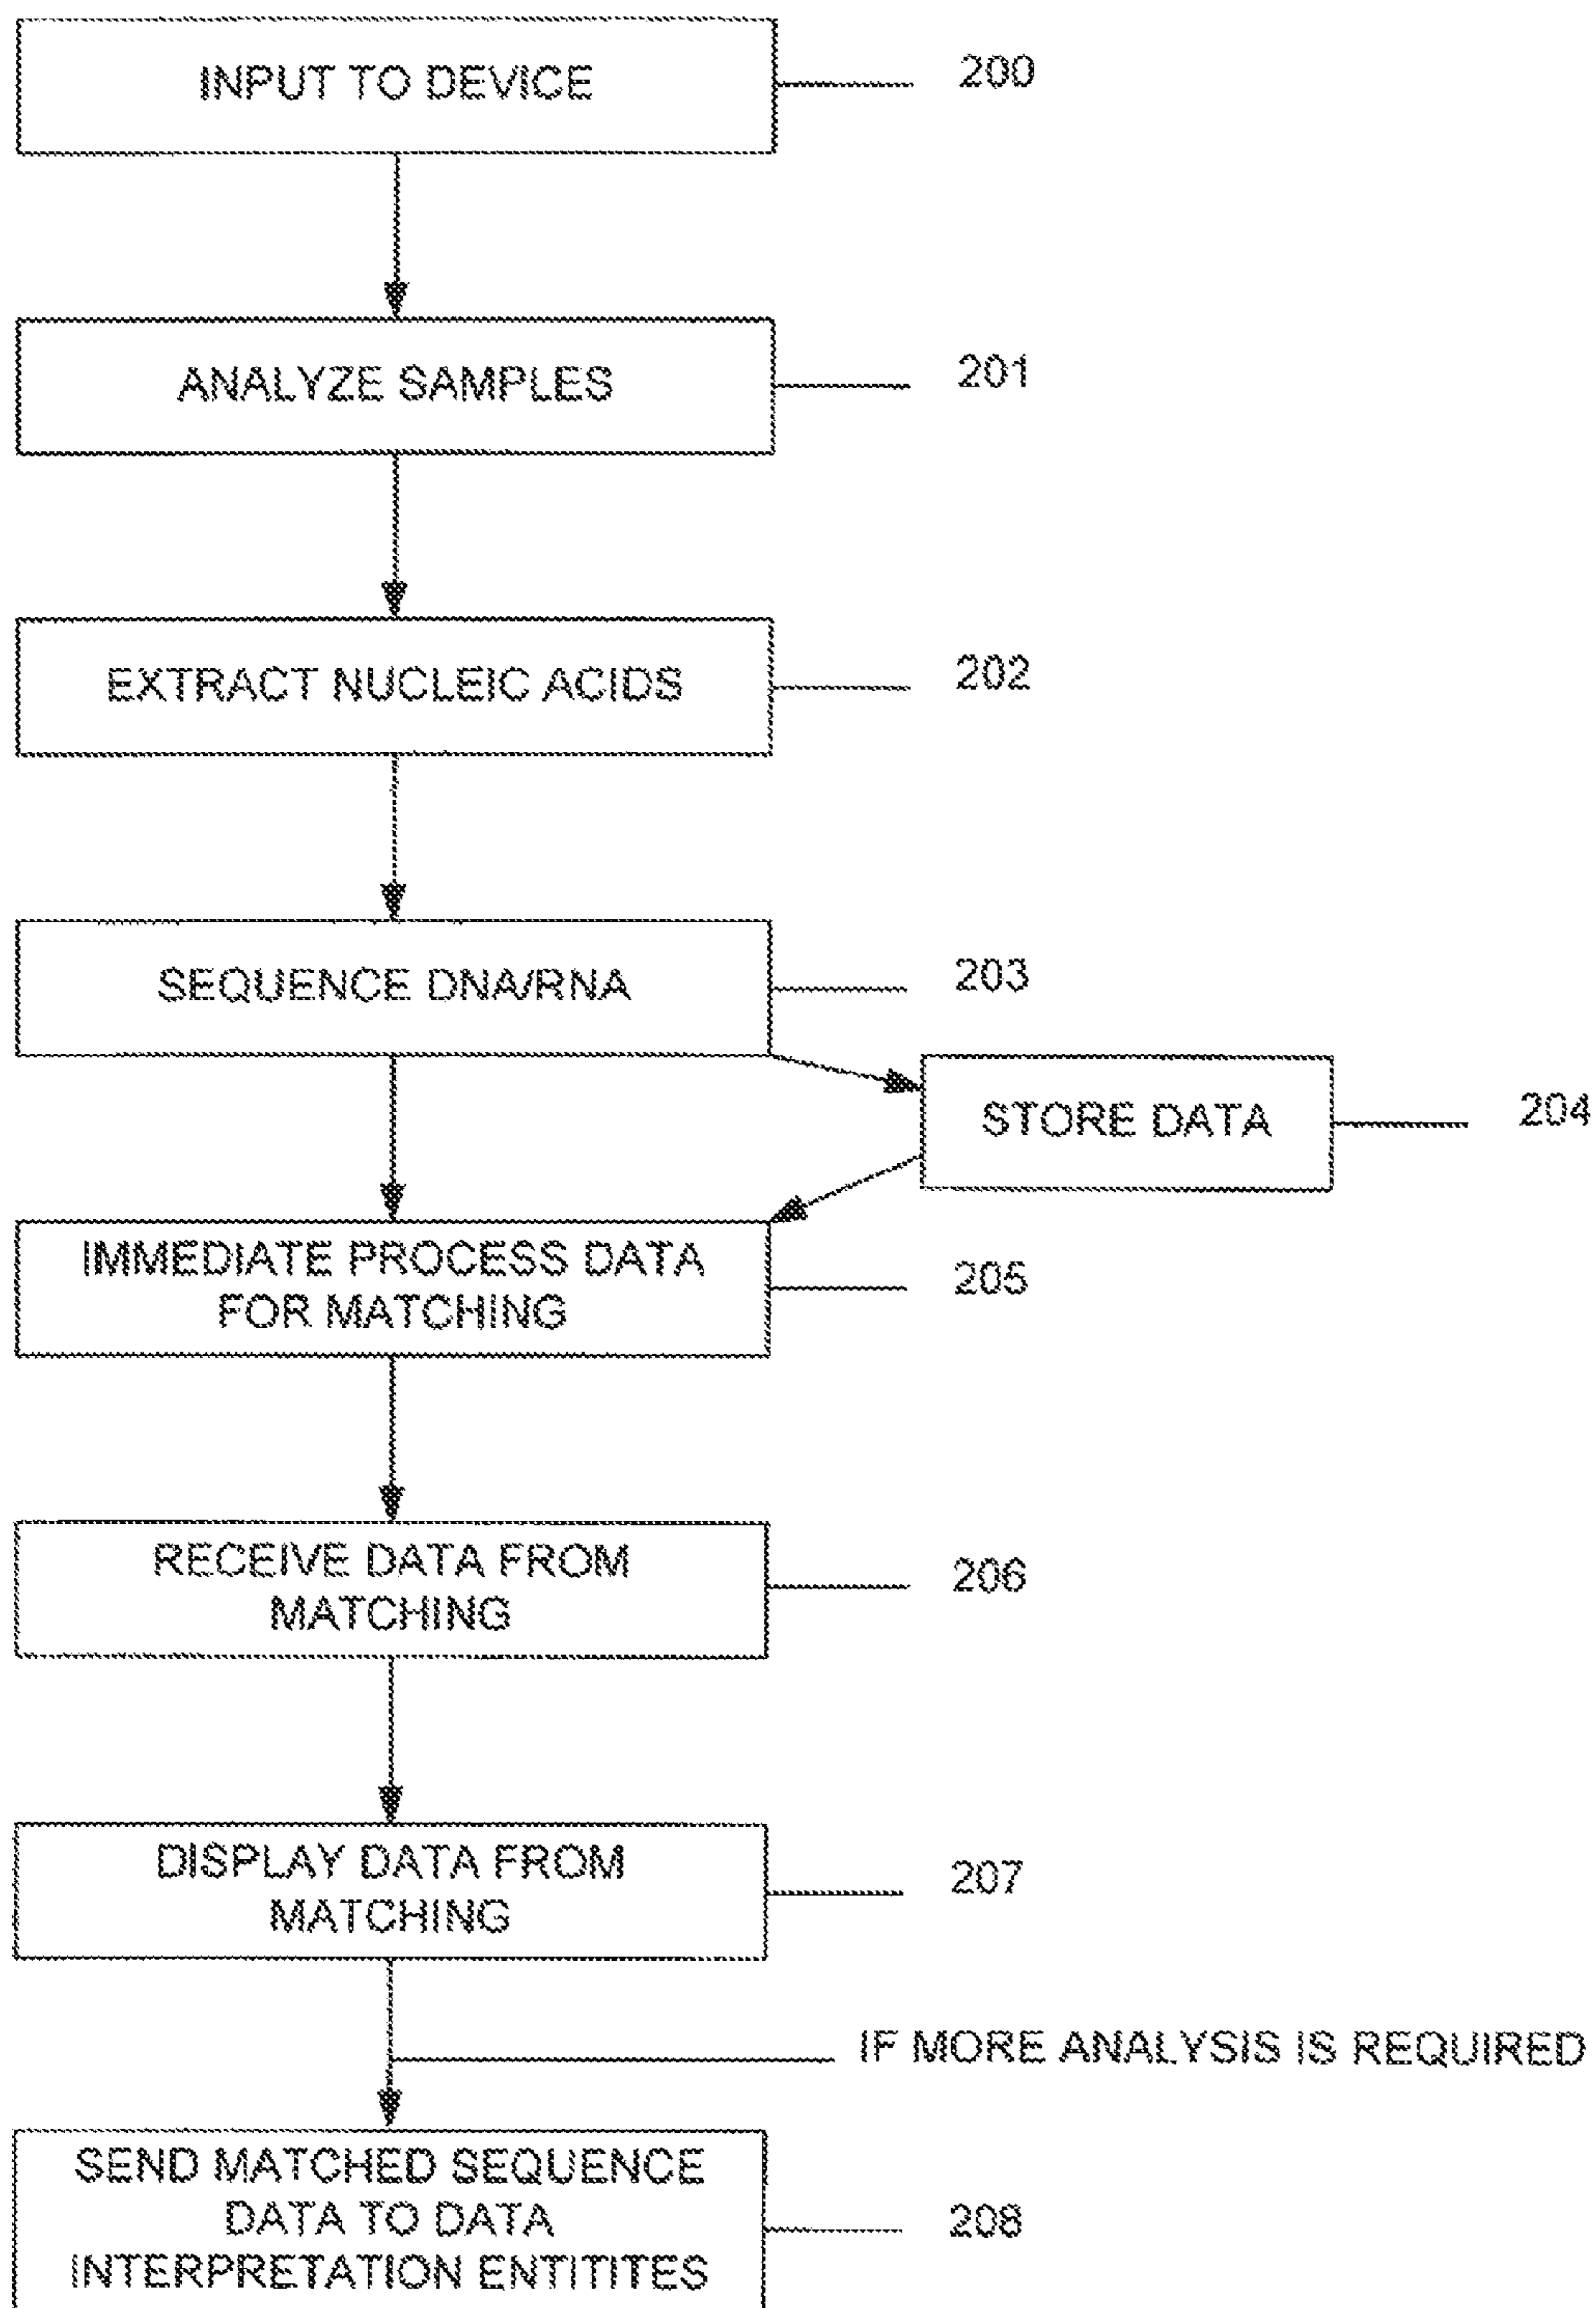 INPUT TO DEVICE
200
ANALYZE SAMPLES
201
EXTRACT NUCLEIC ACIDS
202
SEQUENCE DNA/RNA
203
STORE DATA
204
IMMEDIATE PROCESS DATA
FOR MATCHING
205
RECEIVE DATA FROM
MATCHING
206
DISPLAY DATA FROM
MATCHING
207
IF MORE ANALYSIS IS REQUIRED
SEND MATCHED SEQUENCE
DATA TO DATA
INTERPRETATION ENTITITES
208